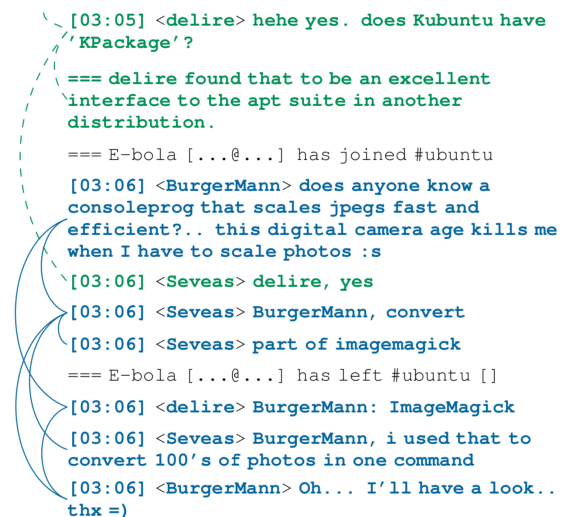 [03:05] <delire> hehe yes. does Kubuntu have
'KPackage'?
=== delire found that to be an excellent
interface to the apt suite in another
distribution.
=== E-bola [...@...] has joined #ubuntu
[03:06] <BurgerMann> does anyone know a
consoleprog that scales jpegs fast and
efficient?.. this digital camera age kills me
when I have to scale photos :s
[03:06] <Seveas> delire, yes
[03:06] <Seveas> BurgerMann, convert
[03:06] <Seveas> part of imagemagick
=== E-bola [...@...] has left #ubuntu []
[03:06] <delire> BurgerMann: ImageMagick
[03:06] <Seveas> BurgerMann, i used that to
convert 100's of photos in one command
[03:06] <BurgerMann> Oh... I'll have a look..
thx =)